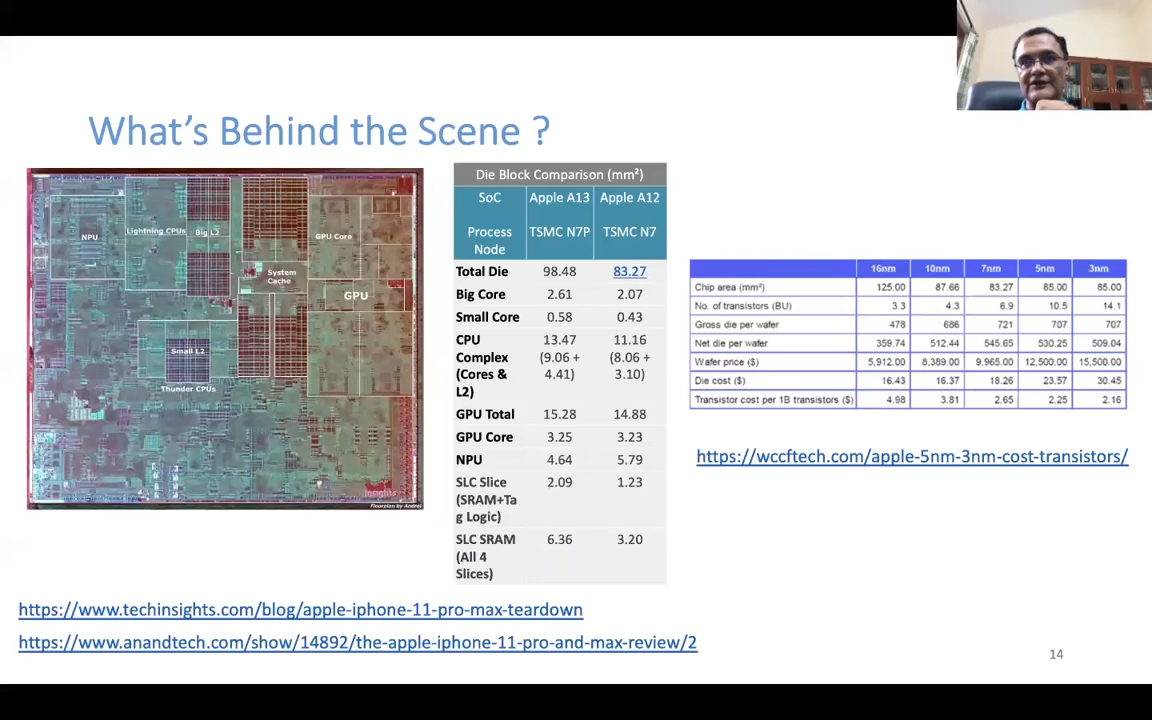 What's Behind the Scene ?
NPU
Lightning CPUs
Big L2
System
Cache
GPU Core
GPU
Small L2
Thunder CPUs
insights
Floorplan by Andrei
Die Block Comparison (mm²)
SoC Apple A13 Apple A12
Process Node TSMC N7P TSMC N7
Total Die 98.48 83.27
Big Core 2.61 2.07
Small Core 0.58 0.43
CPU 13.47 11.16
Complex (9.06 + (8.06 +
(Cores & 4.41) 3.10)
L2)
GPU Total 15.28 14.88
GPU Core 3.25 3.23
NPU 4.64 5.79
SLC Slice 2.09 1.23
(SRAM+Ta
g Logic)
SLC SRAM 6.36 3.20
(All 4
Slices)
16nm 10nm 7nm 5nm 3nm
Chip area (mm²) 125.00 87.66 83.27 85.00 85.00
No. of transistors (BU) 3.3 4.3 6.9 10.5 14.1
Gross die per wafer 478 686 721 707 707
Net die per wafer 359.74 512.44 545.65 530.25 509.04
Wafer price ($) 5,912.00 8,389.00 9,965.00 12,500.00 15,500.00
Die cost ($) 16.43 16.37 18.26 23.57 30.45
Transistor cost per 1B transistors ($) 4.98 3.81 2.65 2.25 2.16
https://wccftech.com/apple-5nm-3nm-cost-transistors/
https://www.techinsights.com/blog/apple-iphone-11-pro-max-teardown
https://www.anandtech.com/show/14892/the-apple-iphone-11-pro-and-max-review/2
14